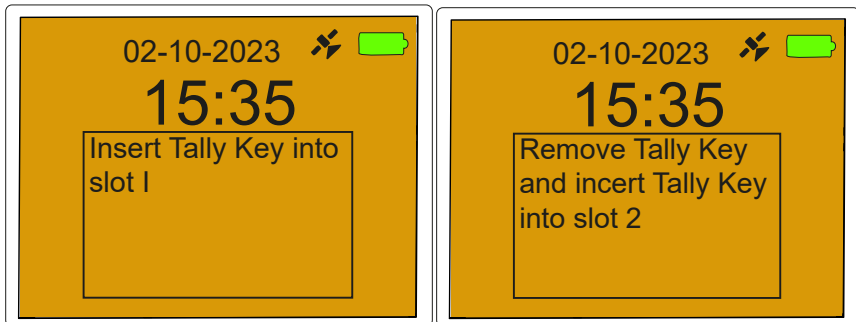 02-10-2023
15:35
Insert Tally Key into
slot I
02-10-2023
15:35
Remove Tally Key
and incert Tally Key
into slot 2